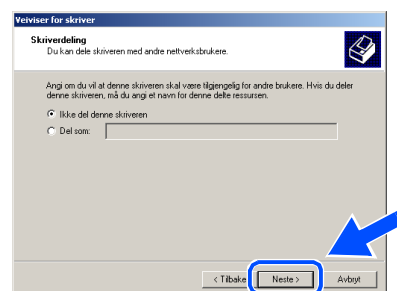 Veiviser for skriver
Skriverdeling
Du kan dele skriveren med andre nettverksbrukere.
Angi om du vil at denne skriveren skal være tilgjengelig for andre brukere. Hvis du deler
denne skriveren, må du angi et navn for denne delte ressursen.
Ikke del denne skriveren
Del som:
< Tilbake Neste > Avbryt